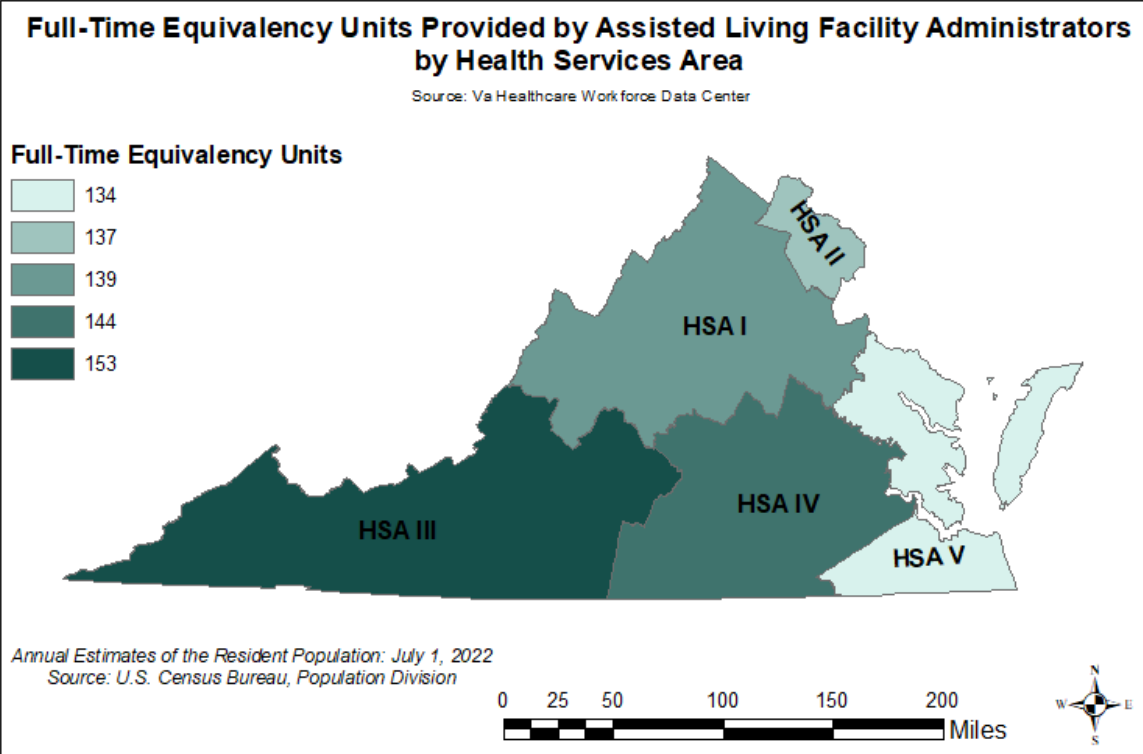 Full-Time Equivalency Units Provided by Assisted Living Facility Administrators
by Health Services Area
Source: Va Healthcare Workforce Data Center
Full-Time Equivalency Units
134
137
139
144
153
HSA II
HSA I
HSA IV
HSA III
HSA V
Annual Estimates of the Resident Population: July 1, 2022
Source: U.S. Census Bureau, Population Division
0 25 50 100 150 200
Miles
N
W E
S